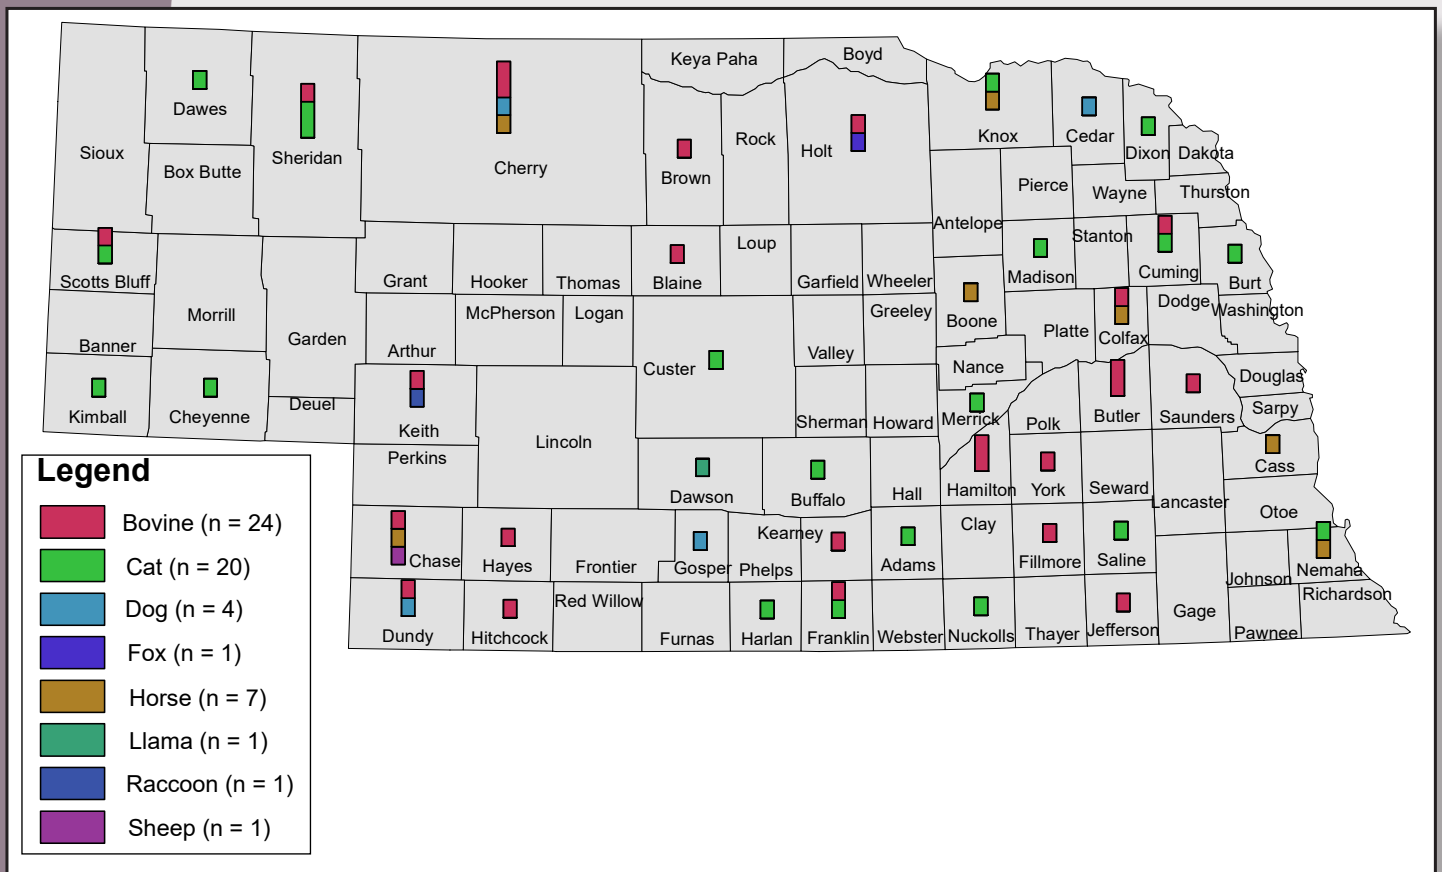 Keya Paha
Boyd
Dawes
Sioux
Box Butte
Sheridan
Cherry
Brown
Rock
Holt
Knox
Cedar
Dixon
Dakota
Pierce
Wayne
Thurston
Antelope
Stanton
Scotts Bluff
Grant
Hooker
Thomas
Blaine
Loup
Garfield
Wheeler
Madison
Cuming
Burt
Banner
Morrill
Garden
Arthur
McPherson
Logan
Custer
Valley
Greeley
Boone
Platte
Colfax
Dodge
Washington
Kimball
Cheyenne
Deuel
Keith
Perkins
Lincoln
Sherman
Howard
Nance
Merrick
Polk
Butler
Saunders
Douglas
Sarpy
Cass
Dawson
Buffalo
Hall
Hamilton
York
Seward
Lancaster
Otoe
Chase
Hayes
Frontier
Gosper
Phelps
Kearney
Adams
Clay
Fillmore
Saline
Johnson
Nemaha
Dundy
Hitchcock
Red Willow
Furnas
Harlan
Franklin
Webster
Nuckolls
Thayer
Jefferson
Gage
Pawnee
Richardson
Legend
Bovine (n = 24)
Cat (n = 20)
Dog (n = 4)
Fox (n = 1)
Horse (n = 7)
Llama (n = 1)
Raccoon (n = 1)
Sheep (n = 1)